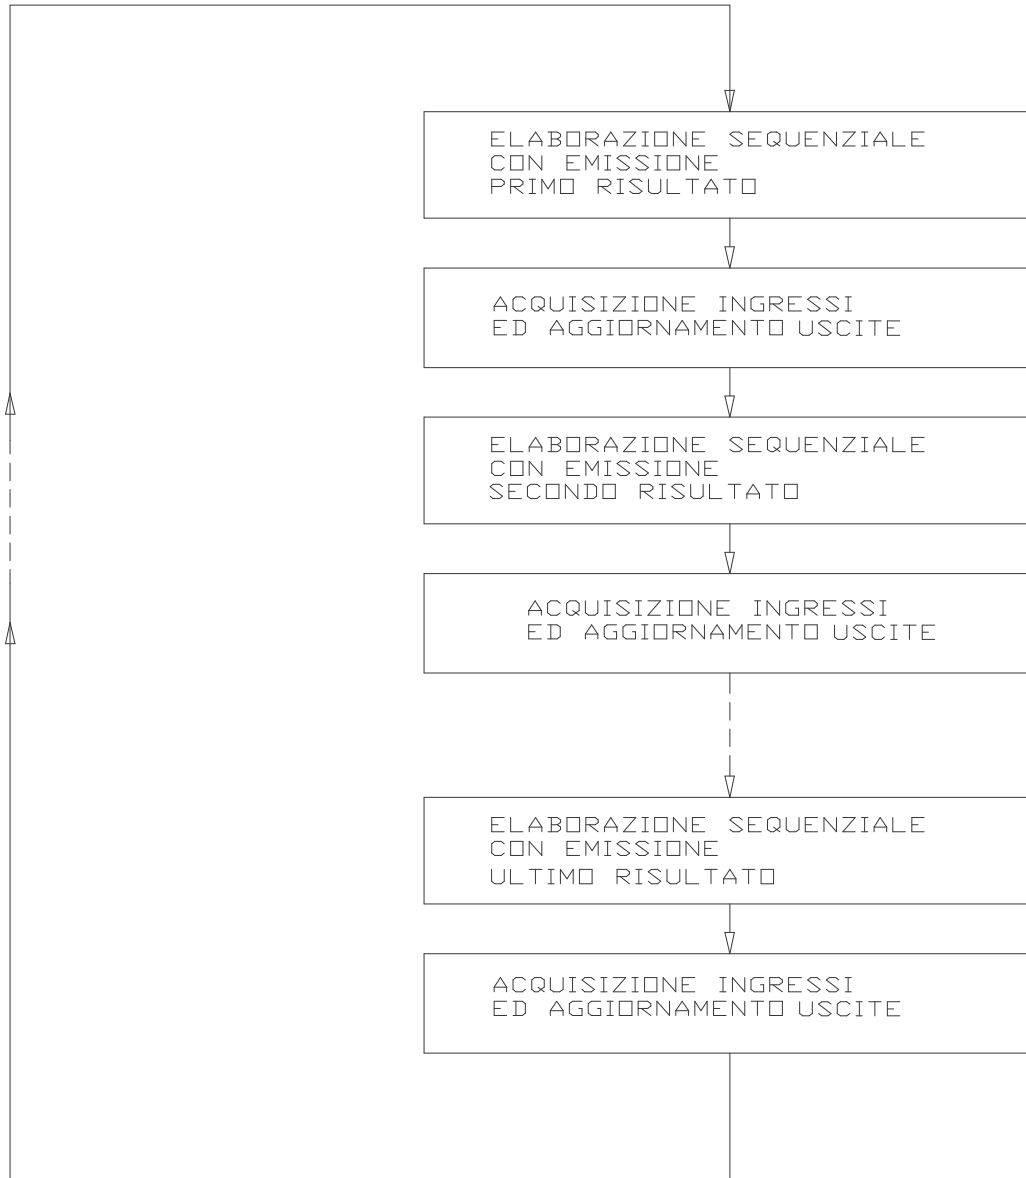 ELABORAZIONE SEQUENZIALE
CON EMISSIONE
PRIMO RISULTATO
ACQUISIZIONE INGRESSI
ED AGGIORNAMENTO USCITE
ELABORAZIONE SEQUENZIALE
CON EMISSIONE
SECONDO RISULTATO
ACQUISIZIONE INGRESSI
ED AGGIORNAMENTO USCITE
ELABORAZIONE SEQUENZIALE
CON EMISSIONE
ULTIMO RISULTATO
ACQUISIZIONE INGRESSI
ED AGGIORNAMENTO USCITE